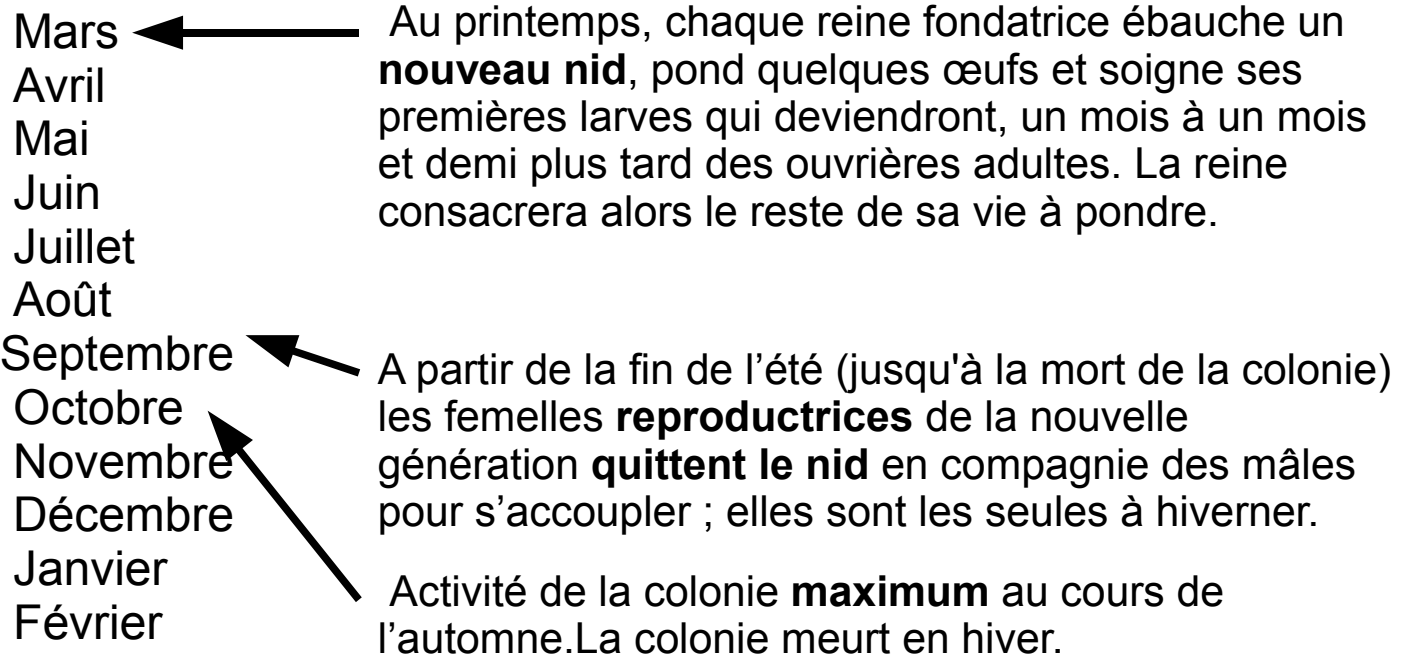 Mars
Avril
Mai
Juin
Juillet
Août
Septembre
Octobre
Novembre
Décembre
Janvier
Février
Au printemps, chaque reine fondatrice ébauche un
nouveau nid, pond quelques œufs et soigne ses
premières larves qui deviendront, un mois à un mois
et demi plus tard des ouvrières adultes. La reine
consacrera alors le reste de sa vie à pondre.
A partir de la fin de l’été (jusqu'à la mort de la colonie)
les femelles reproductrices de la nouvelle
génération quittent le nid en compagnie des mâles
pour s’accoupler ; elles sont les seules à hiverner.
Activité de la colonie maximum au cours de
l’automne.La colonie meurt en hiver.